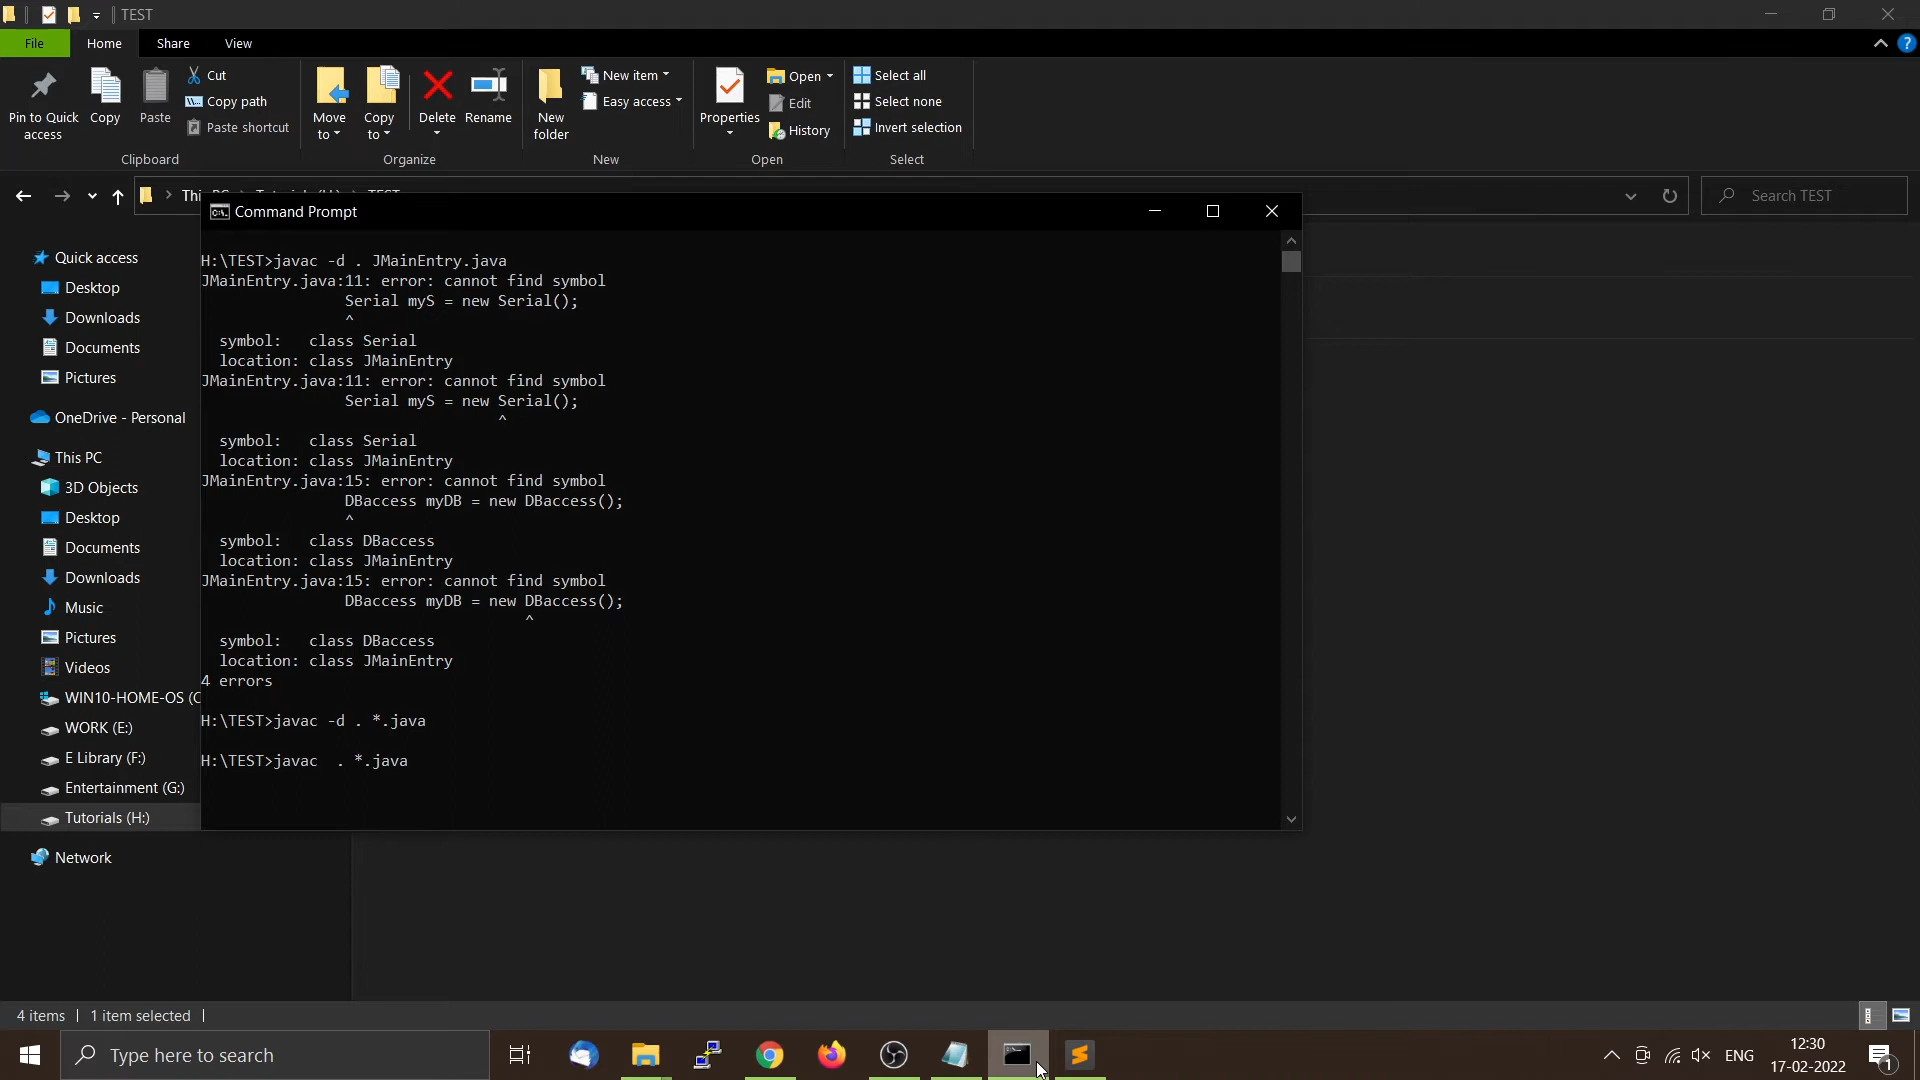 TEST
File Home Share View
Pin to Quick access
Copy
Paste
Cut
Copy path
Paste shortcut
Clipboard
Move to
Copy to
Delete
Rename
Organize
New folder
New item
Easy access
New
Properties
Open
Edit
History
Open
Select all
Select none
Invert selection
Select
Search TEST
Quick access
Desktop
Downloads
Documents
Pictures
OneDrive - Personal
This PC
3D Objects
Desktop
Documents
Downloads
Music
Pictures
Videos
WIN10-HOME-OS (C
WORK (E:)
E Library (F:)
Entertainment (G:)
Tutorials (H:)
Network
Command Prompt
H:\TEST>javac -d . JMainEntry.java
JMainEntry.java:11: error: cannot find symbol
Serial myS = new Serial();
^
symbol:   class Serial
location: class JMainEntry
JMainEntry.java:11: error: cannot find symbol
Serial myS = new Serial();
^
symbol:   class Serial
location: class JMainEntry
JMainEntry.java:15: error: cannot find symbol
DBaccess myDB = new DBaccess();
^
symbol:   class DBaccess
location: class JMainEntry
JMainEntry.java:15: error: cannot find symbol
DBaccess myDB = new DBaccess();
^
symbol:   class DBaccess
location: class JMainEntry
4 errors
H:\TEST>javac -d . *.java
H:\TEST>javac  . *.java
4 items
1 item selected
Type here to search
ENG
12:30
17-02-2022
1